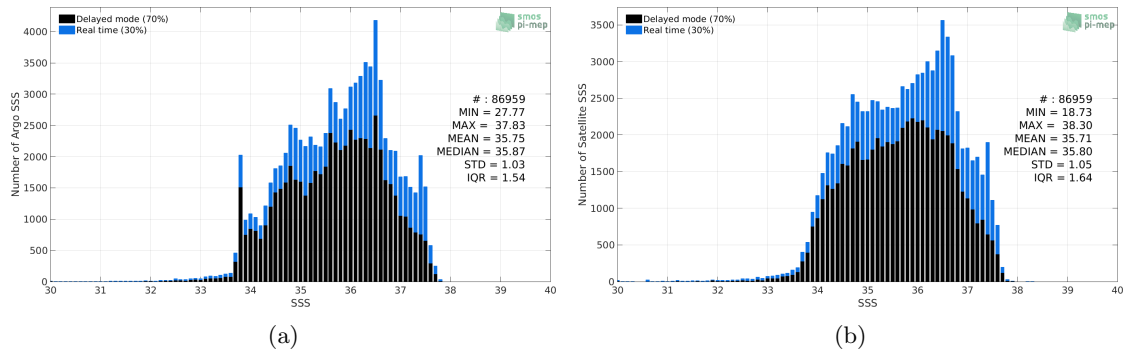 Delayed mode (70%)
Real time (30%)
smos
pi-mep
Number of Argo SSS
4000
3500
3000
2500
2000
1500
1000
500
0
# : 86959
MIN = 27.77
MAX = 37.83
MEAN = 35.75
MEDIAN = 35.87
STD = 1.03
IQR = 1.54
30 32 33 34 35 36 37 38 39 40
SSS
(a)
Delayed mode (70%)
Real time (30%)
smos
pi-mep
Number of Satellite SSS
3500
3000
2500
2000
1500
1000
500
0
# : 86959
MIN = 18.73
MAX = 38.30
MEAN = 35.71
MEDIAN = 35.80
STD = 1.05
IQR = 1.64
30 31 32 33 34 35 36 37 38 39 40
SSS
(b)